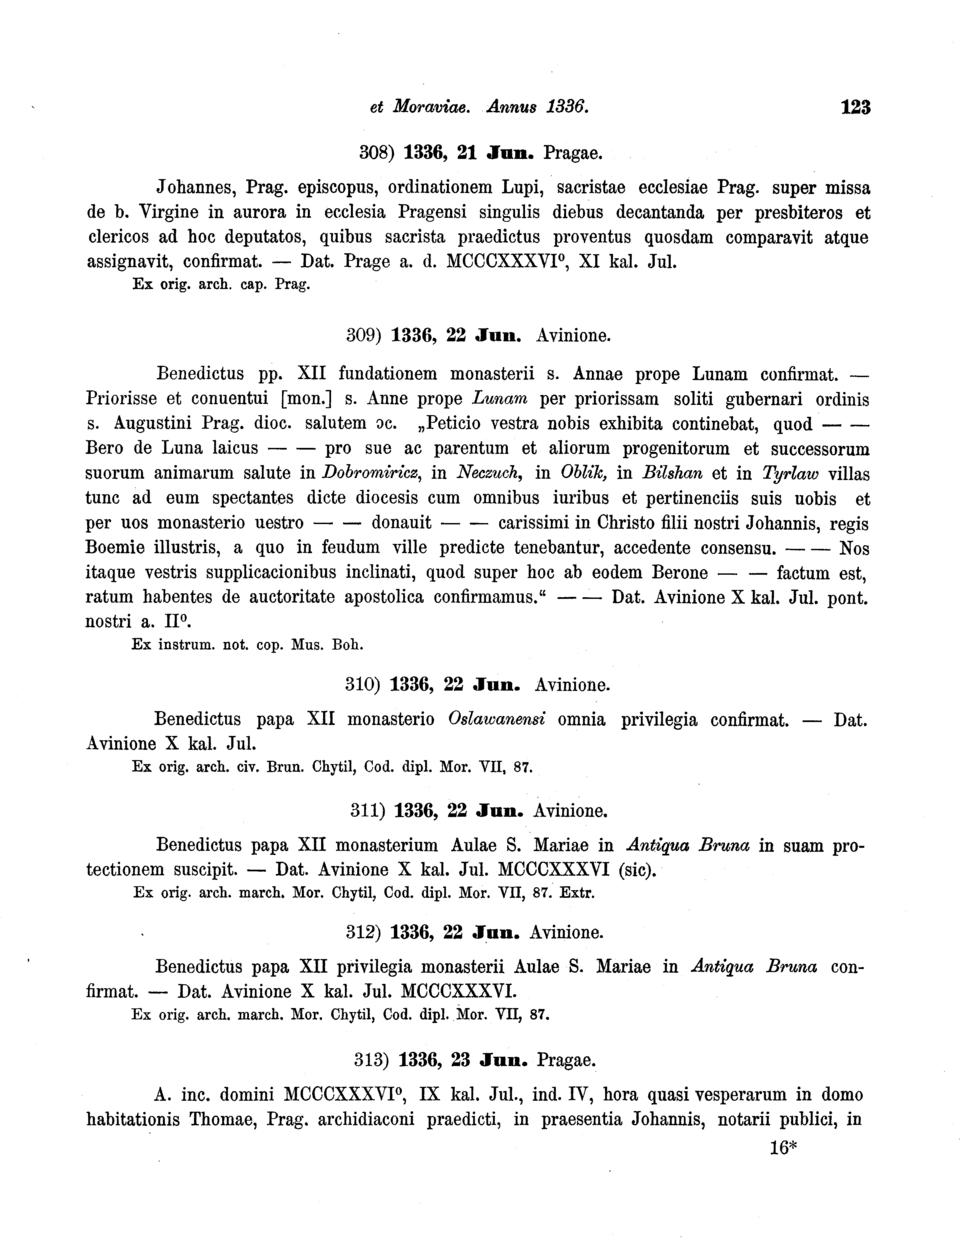 et Moraviae. Annus 1336. 123
308) 1336, 21 Jun. Pragae.
Johannes, Prag. episcopus, ordinationem Lupi, sacristae ecclesiae Prag. super missa
de b. Virgine in aurora in ecclesia Pragensi singulis diebus decantanda per presbiteros et
clericos ad hoc deputatos, quibus sacrista praedictus proventus quosdam comparavit atque
assignavit, confirmat. — Dat. Prage a. d. MCCCXXXVI⁰, XI kal. Jul.
Ex orig. arch. cap. Prag.
309) 1336, 22 Jun. Avinione.
Benedictus pp. XII fundationem monasterii s. Annae prope Lunam confirmat. —
Priorisse et conuentui [mon.] s. Anne prope Lunam per priorissam soliti gubernari ordinis
s. Augustini Prag. dioc. salutem ɔc. „Peticio vestra nobis exhibita continebat, quod — —
Bero de Luna laicus — — pro sue ac parentum et aliorum progenitorum et successorum
suorum animarum salute in Dobromiricz, in Neczuch, in Oblik, in Bilshan et in Tyrlaw villas
tunc ad eum spectantes dicte diocesis cum omnibus iuribus et pertinenciis suis uobis et
per uos monasterio uestro — — donauit — — carissimi in Christo filii nostri Johannis, regis
Boemie illustris, a quo in feudum ville predicte tenebantur, accedente consensu. — — Nos
itaque vestris supplicacionibus inclinati, quod super hoc ab eodem Berone — — factum est,
ratum habentes de auctoritate apostolica confirmamus.“ — — Dat. Avinione X kal. Jul. pont.
nostri a. II⁰.
Ex instrum. not. cop. Mus. Boh.
310) 1336, 22 Jun. Avinione.
Benedictus papa XII monasterio Oslawanensi omnia privilegia confirmat. — Dat.
Avinione X kal. Jul.
Ex orig. arch. civ. Brun. Chytil, Cod. dipl. Mor. VII, 87.
311) 1336, 22 Jun. Avinione.
Benedictus papa XII monasterium Aulae S. Mariae in Antiqua Bruna in suam pro-
tectionem suscipit. — Dat. Avinione X kal. Jul. MCCCXXXVI (sic).
Ex orig. arch. march. Mor. Chytil, Cod. dipl. Mor. VII, 87. Extr.
312) 1336, 22 Jun. Avinione.
Benedictus papa XII privilegia monasterii Aulae S. Mariae in Antiqua Bruna con-
firmat. — Dat. Avinione X kal. Jul. MCCCXXXVI.
Ex orig. arch. march. Mor. Chytil, Cod. dipl. Mor. VII, 87.
313) 1336, 23 Jun. Pragae.
A. inc. domini MCCCXXXVI⁰, IX kal. Jul., ind. IV, hora quasi vesperarum in domo
habitationis Thomae, Prag. archidiaconi praedicti, in praesentia Johannis, notarii publici, in
16*